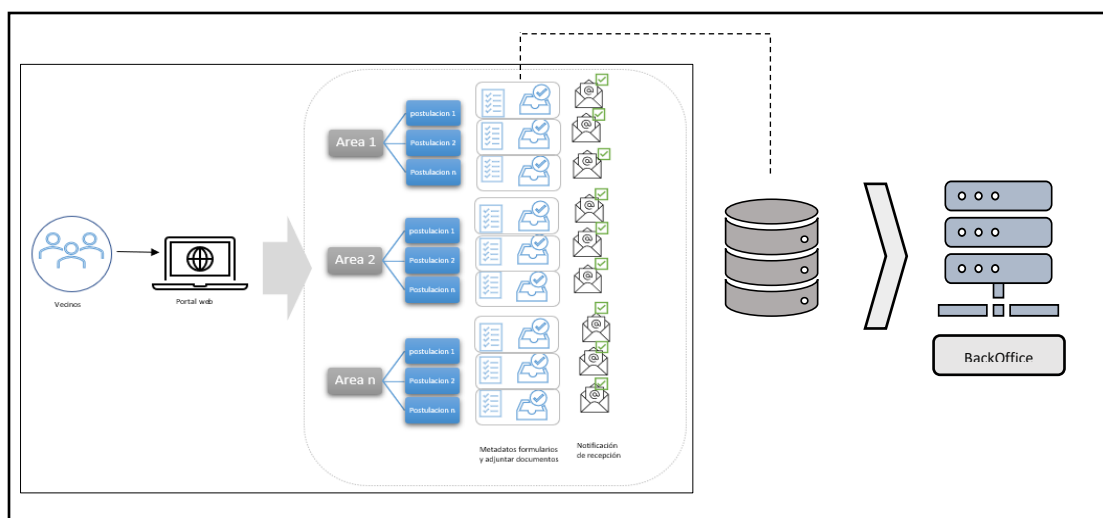 Vecinos
Portal web
Area 1
postulacion 1
Postulacion 2
Postulacion n
Area 2
postulacion 1
Postulacion 2
Postulacion n
Area n
postulacion 1
Postulacion 2
Postulacion n
Metadatos formularios
y adjuntar documentos
Notificación
de recepción
BackOffice